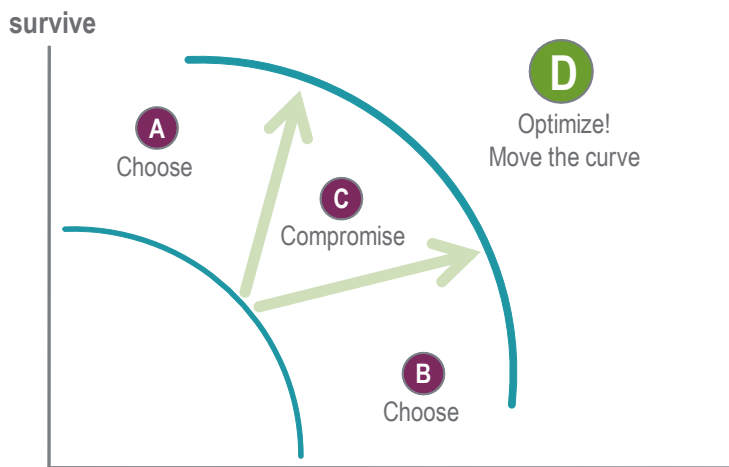 survive
A
Choose
D
Optimize!
Move the curve
C
Compromise
B
Choose